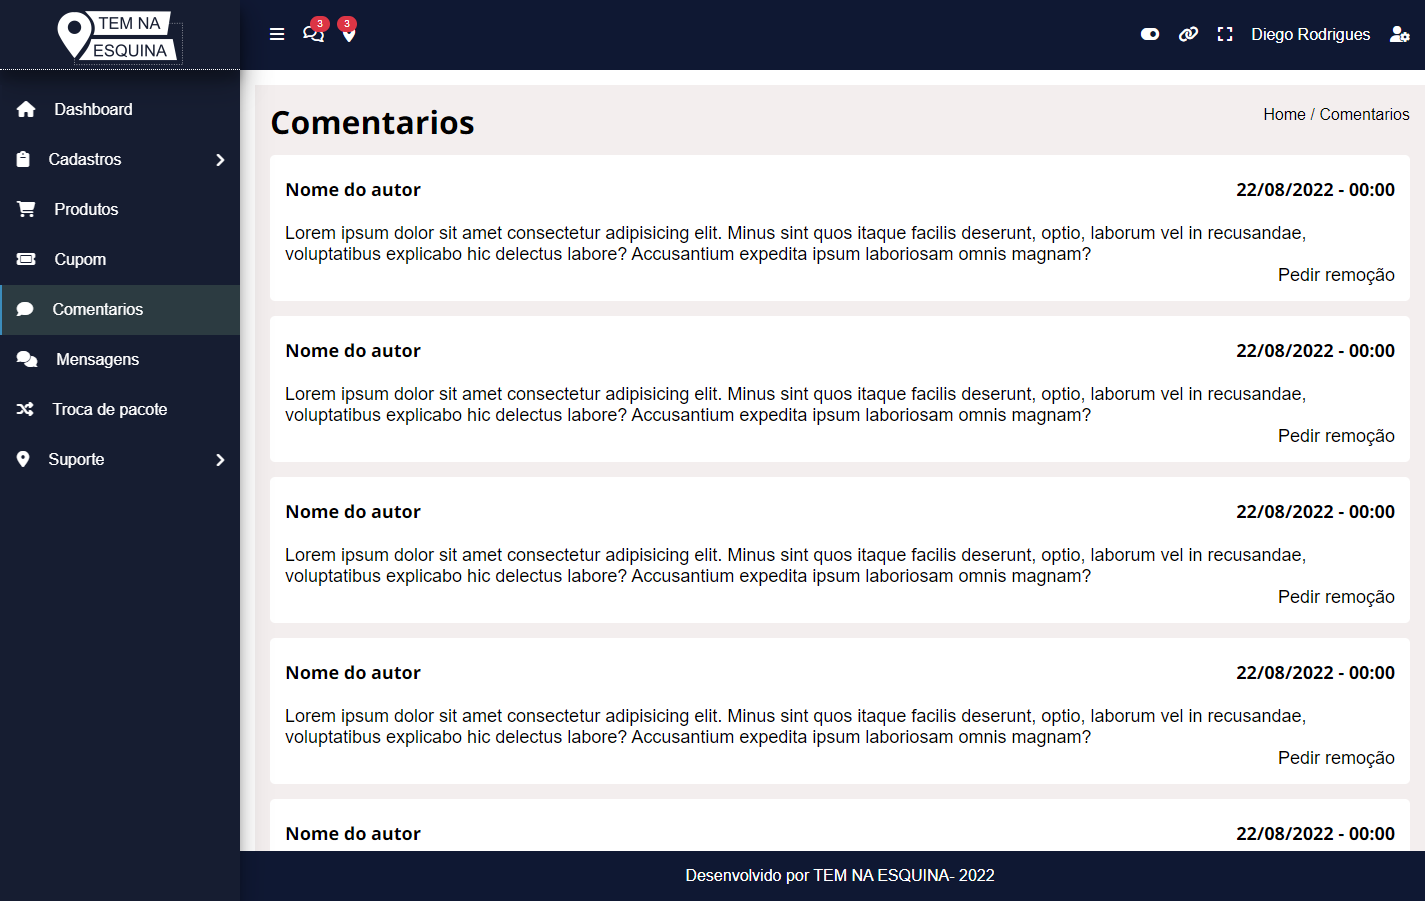 TEM NA
ESQUINA
3
3
Diego Rodrigues
Dashboard
Cadastros
Produtos
Cupom
Comentarios
Mensagens
Troca de pacote
Suporte
Comentarios
Home / Comentarios
Nome do autor
22/08/2022 - 00:00
Lorem ipsum dolor sit amet consectetur adipisicing elit. Minus sint quos itaque facilis deserunt, optio, laborum vel in recusandae,
voluptatibus explicabo hic delectus labore? Accusantium expedita ipsum laboriosam omnis magnam?
Pedir remoção
Nome do autor
22/08/2022 - 00:00
Lorem ipsum dolor sit amet consectetur adipisicing elit. Minus sint quos itaque facilis deserunt, optio, laborum vel in recusandae,
voluptatibus explicabo hic delectus labore? Accusantium expedita ipsum laboriosam omnis magnam?
Pedir remoção
Nome do autor
22/08/2022 - 00:00
Lorem ipsum dolor sit amet consectetur adipisicing elit. Minus sint quos itaque facilis deserunt, optio, laborum vel in recusandae,
voluptatibus explicabo hic delectus labore? Accusantium expedita ipsum laboriosam omnis magnam?
Pedir remoção
Nome do autor
22/08/2022 - 00:00
Lorem ipsum dolor sit amet consectetur adipisicing elit. Minus sint quos itaque facilis deserunt, optio, laborum vel in recusandae,
voluptatibus explicabo hic delectus labore? Accusantium expedita ipsum laboriosam omnis magnam?
Pedir remoção
Nome do autor
22/08/2022 - 00:00
Desenvolvido por TEM NA ESQUINA- 2022